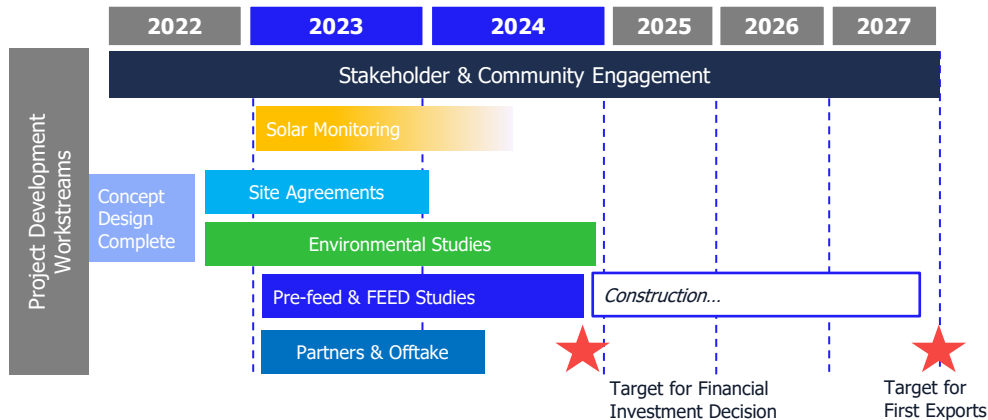 2022
2023
2024
2025
2026
2027
Project Development
Workstreams
Stakeholder & Community Engagement
Solar Monitoring
Concept
Design
Complete
Site Agreements
Environmental Studies
Pre-feed & FEED Studies
Construction...
Partners & Offtake
Target for Financial
Investment Decision
Target for
First Exports